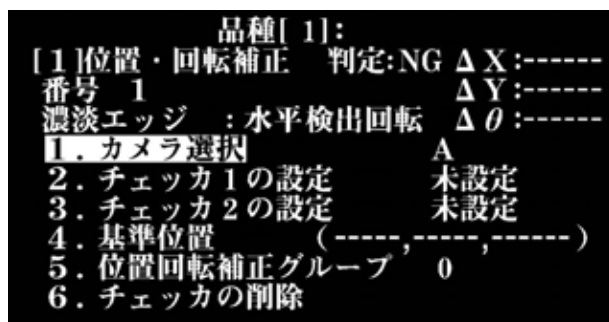 品種[ 1]:
[1]位置・回転補正 判定:NG ΔX:------
番号 1 ΔY:------
濃淡エッジ :水平検出回転 Δθ:------
1.カメラ選択 A
2.チェッカ1の設定 未設定
3.チェッカ2の設定 未設定
4.基準位置 (-----,-----,------)
5.位置回転補正グループ 0
6.チェッカの削除